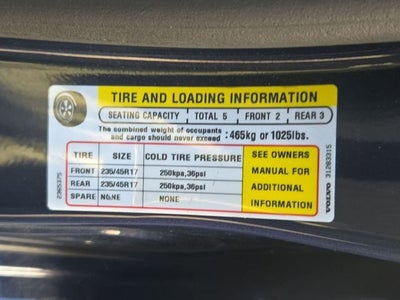 TIRE AND LOADING INFORMATION
SEATING CAPACITY TOTAL 5 FRONT 2 REAR 3
The combined weight of occupants and cargo should never exceed :465kg or 1025lbs.
TIRE SIZE COLD TIRE PRESSURE
FRONT 235/45R17 250kpa,36psi
REAR 235/45R17 250kpa,36psi
SPARE NONE NONE
SEE OWNERS
MANUAL FOR
ADDITIONAL
INFORMATION
VOLVO 31283315